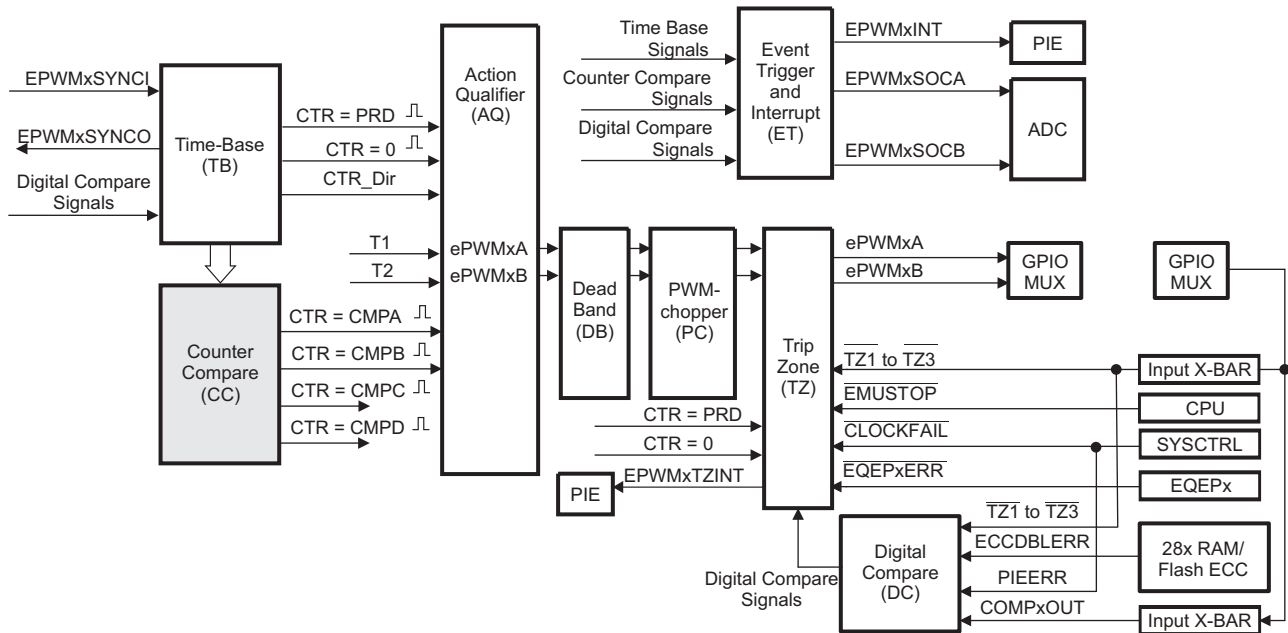 EPWMxSYNCI
EPWMxSYNCO
Digital Compare
Signals
Time-Base
(TB)
CTR = PRD
CTR = 0
CTR_Dir
T1
T2
Counter
Compare
(CC)
CTR = CMPA
CTR = CMPB
CTR = CMPC
CTR = CMPD
Action
Qualifier
(AQ)
ePWMxA
ePWMxB
Time Base
Signals
Counter Compare
Signals
Digital Compare
Signals
Event
Trigger
and
Interrupt
(ET)
EPWMxINT
EPWMxSOCA
EPWMxSOCB
PIE
ADC
Dead
Band
(DB)
PWM-
chopper
(PC)
Trip
Zone
(TZ)
CTR = PRD
CTR = 0
EPWMxTZINT
PIE
ePWMxA
ePWMxB
GPIO
MUX
GPIO
MUX
TZ1 to TZ3
EMUSTOP
CLOCKFAIL
EQEPxERR
Input X-BAR
CPU
SYSCTRL
EQEPx
Digital Compare
Signals
Digital
Compare
(DC)
TZ1 to TZ3
ECCDBLERR
PIEERR
COMPxOUT
28x RAM/
Flash ECC
Input X-BAR